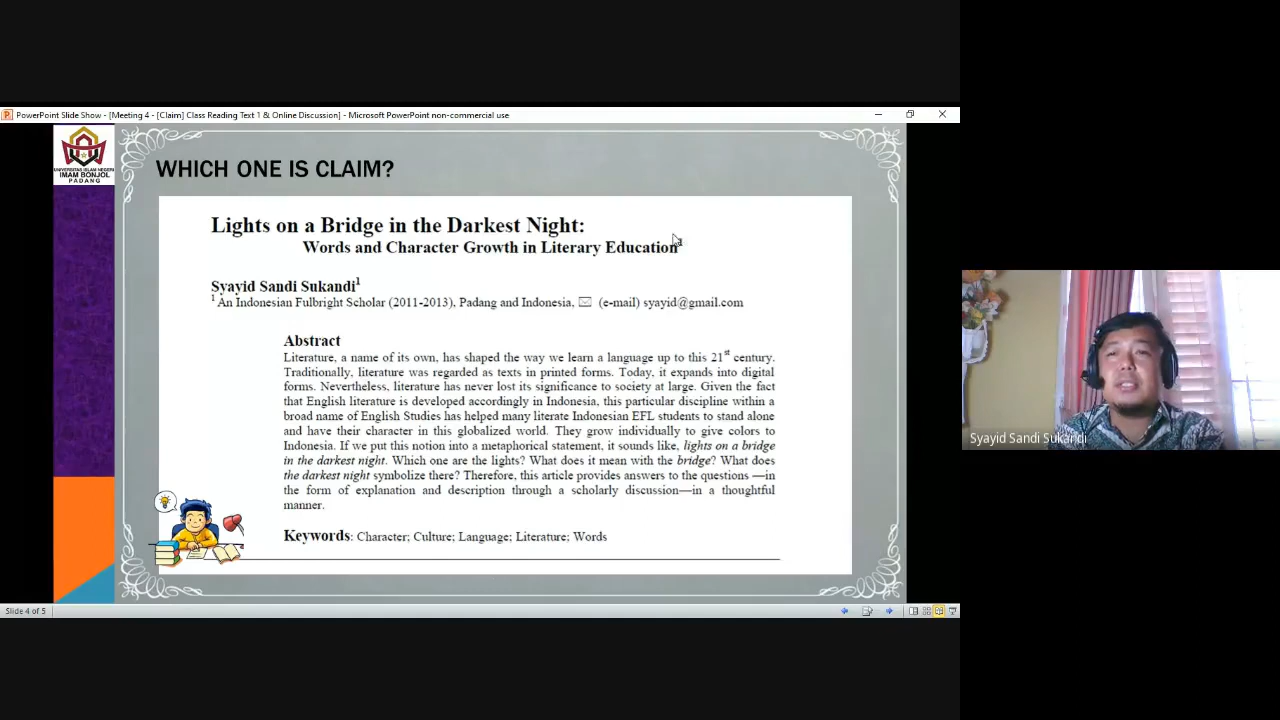 PowerPoint Slide Show - [Meeting 4 - [Claim] Class Reading Text 1 & Online Discussion] - Microsoft PowerPoint non-commercial use
UNIVERSITAS ISLAM NEGERI
IMAM BONJOL
PADANG
WHICH ONE IS CLAIM?
Lights on a Bridge in the Darkest Night:
Words and Character Growth in Literary Education
Syayid Sandi Sukandi¹
¹ An Indonesian Fulbright Scholar (2011-2013), Padang and Indonesia, ✉ (e-mail) syayid@gmail.com
Abstract
Literature, a name of its own, has shaped the way we learn a language up to this 21st century.
Traditionally, literature was regarded as texts in printed forms. Today, it expands into digital
forms. Nevertheless, literature has never lost its significance to society at large. Given the fact
that English literature is developed accordingly in Indonesia, this particular discipline within a
broad name of English Studies has helped many literate Indonesian EFL students to stand alone
and have their character in this globalized world. They grow individually to give colors to
Indonesia. If we put this notion into a metaphorical statement, it sounds like, lights on a bridge
in the darkest night. Which one are the lights? What does it mean with the bridge? What does
the darkest night symbolize there? Therefore, this article provides answers to the questions —in
the form of explanation and description through a scholarly discussion—in a thoughtful
manner.
Keywords: Character; Culture; Language; Literature; Words
Syayid Sandi Sukandi
Slide 4 of 5